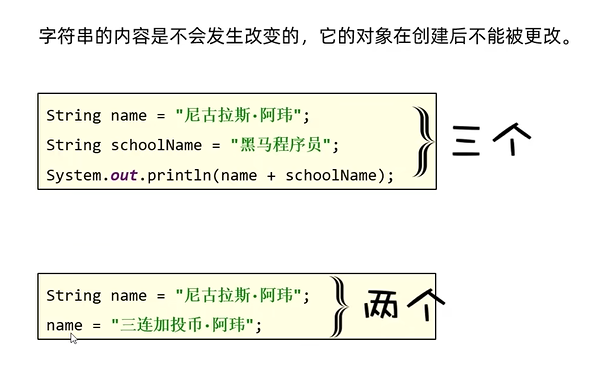 字符串的内容是不会发生改变的，它的对象在创建后不能被更改。
String name = "尼古拉斯·阿玮";
String schoolName = "黑马程序员";
System.out.println(name + schoolName);
三个
String name = "尼古拉斯·阿玮";
name = "三连加投币·阿玮";
两个